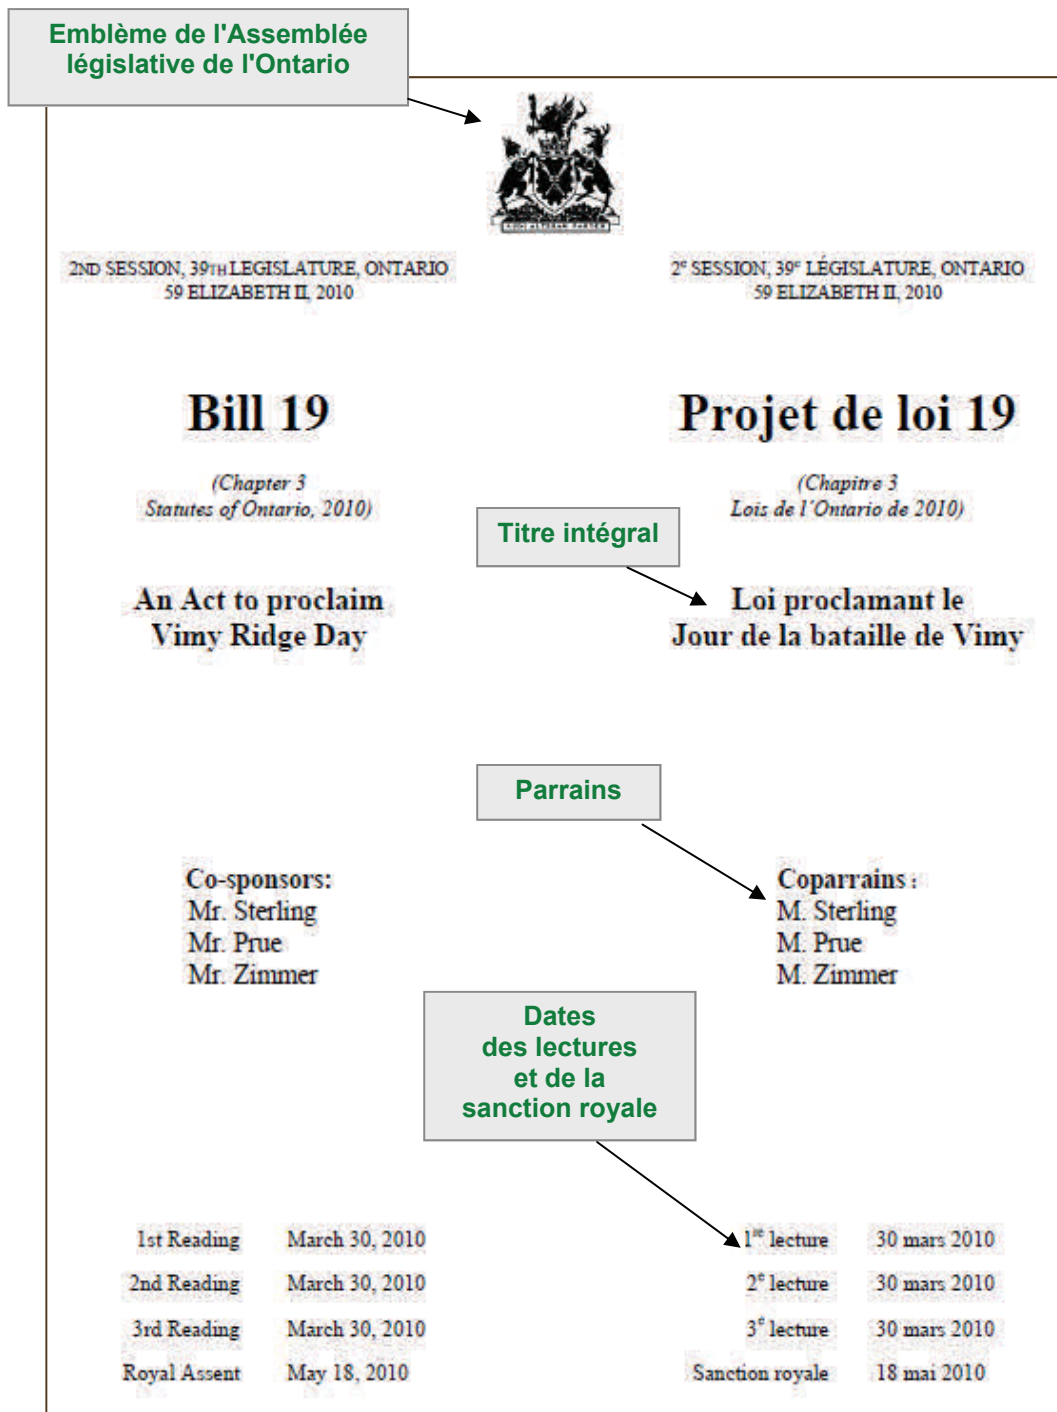 Emblème de l'Assemblée
législative de l'Ontario
AUDI ALTERAM PARTEM
2ND SESSION, 39TH LEGISLATURE, ONTARIO
59 ELIZABETH II, 2010
2e SESSION, 39e LÉGISLATURE, ONTARIO
59 ELIZABETH II, 2010
Bill 19
Projet de loi 19
(Chapter 3
Statutes of Ontario, 2010)
(Chapitre 3
Lois de l'Ontario de 2010)
Titre intégral
An Act to proclaim
Vimy Ridge Day
Loi proclamant le
Jour de la bataille de Vimy
Parrains
Co-sponsors:
Mr. Sterling
Mr. Prue
Mr. Zimmer
Coparrains :
M. Sterling
M. Prue
M. Zimmer
Dates
des lectures
et de la
sanction royale
1st Reading March 30, 2010
2nd Reading March 30, 2010
3rd Reading March 30, 2010
Royal Assent May 18, 2010
1re lecture 30 mars 2010
2e lecture 30 mars 2010
3e lecture 30 mars 2010
Sanction royale 18 mai 2010